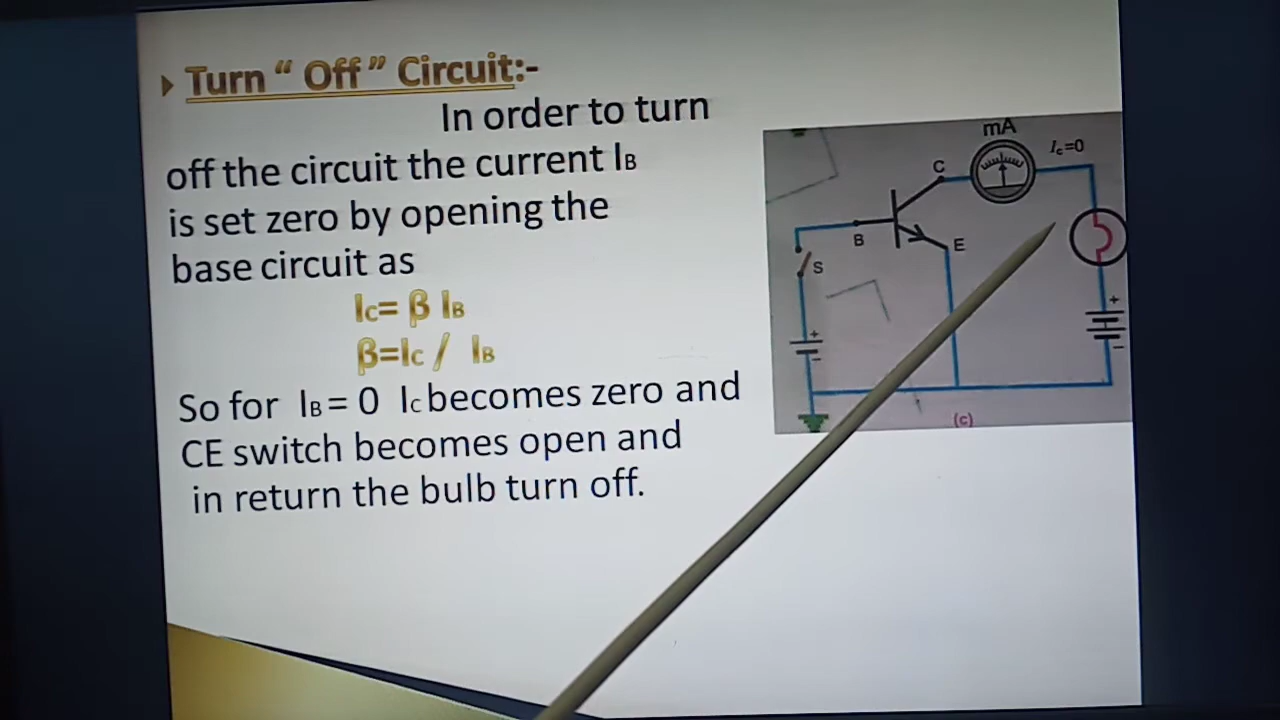 Turn “ Off ” Circuit:-
In order to turn
off the circuit the current IB
is set zero by opening the
base circuit as
Ic= β IB
β=Ic / IB
So for IB = 0 Ic becomes zero and
CE switch becomes open and
in return the bulb turn off.
mA
Ic=0
C
B
E
S
+
-
+
-
(c)